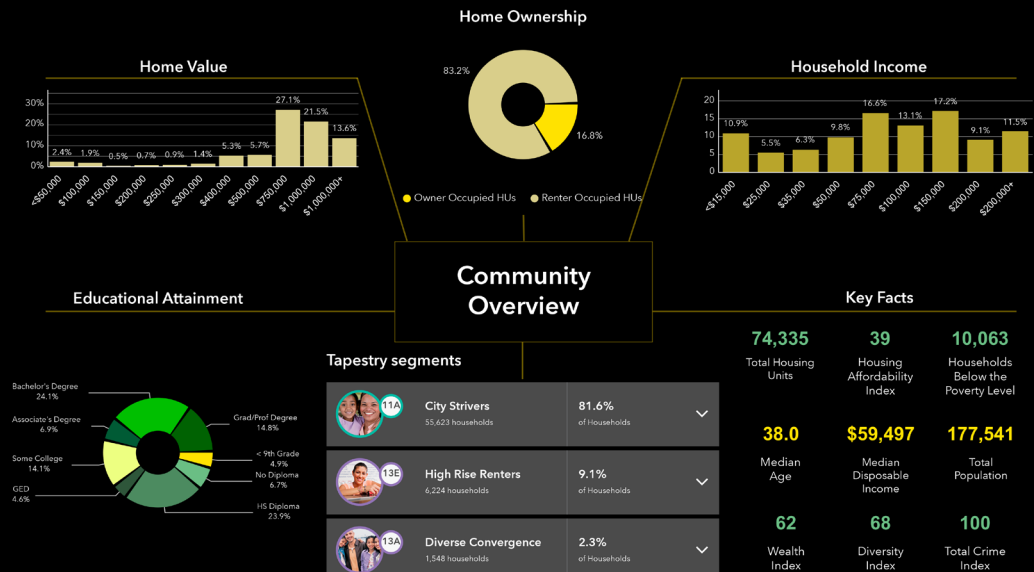 Home Ownership
83.2%
16.8%
Owner Occupied HUs
Renter Occupied HUs
Home Value
30%
20%
10%
0%
2.4%
1.9%
0.5%
0.7%
0.9%
1.4%
5.3%
5.7%
27.1%
21.5%
13.6%
<$50,000
$100,000
$150,000
$200,000
$250,000
$300,000
$400,000
$500,000
$750,000
$1,000,000
$1,000,000+
Household Income
20
15
10
5
0
10.9%
5.5%
6.3%
9.8%
16.6%
13.1%
17.2%
9.1%
11.5%
<$15,000
$25,000
$35,000
$50,000
$75,000
$100,000
$150,000
$200,000
$200,000+
Community
Overview
Educational Attainment
Bachelor's Degree
24.1%
Associate's Degree
6.9%
Some College
14.1%
GED
4.6%
Grad/Prof Degree
14.8%
< 9th Grade
4.9%
No Diploma
6.7%
HS Diploma
23.9%
Tapestry segments
11A
City Strivers
55,623 households
81.6%
of Households
13E
High Rise Renters
6,224 households
9.1%
of Households
13A
Diverse Convergence
1,548 households
2.3%
of Households
Key Facts
74,335
Total Housing
Units
39
Housing
Affordability
Index
10,063
Households
Below the
Poverty Level
38.0
Median
Age
$59,497
Median
Disposable
Income
177,541
Total
Population
62
Wealth
Index
68
Diversity
Index
100
Total Crime
Index